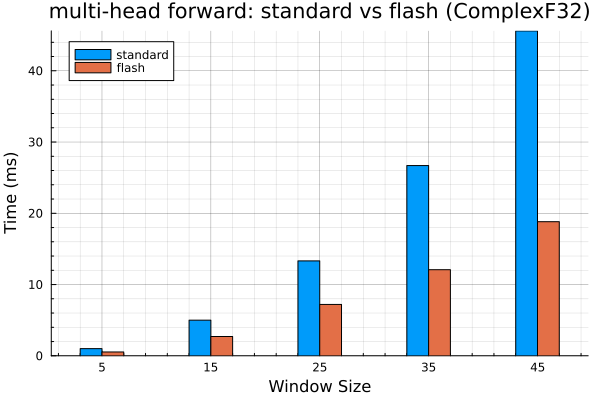 multi-head forward: standard vs flash (ComplexF32)
standard
flash
Time (ms)
40
30
20
10
0
5 15 25 35 45
Window Size